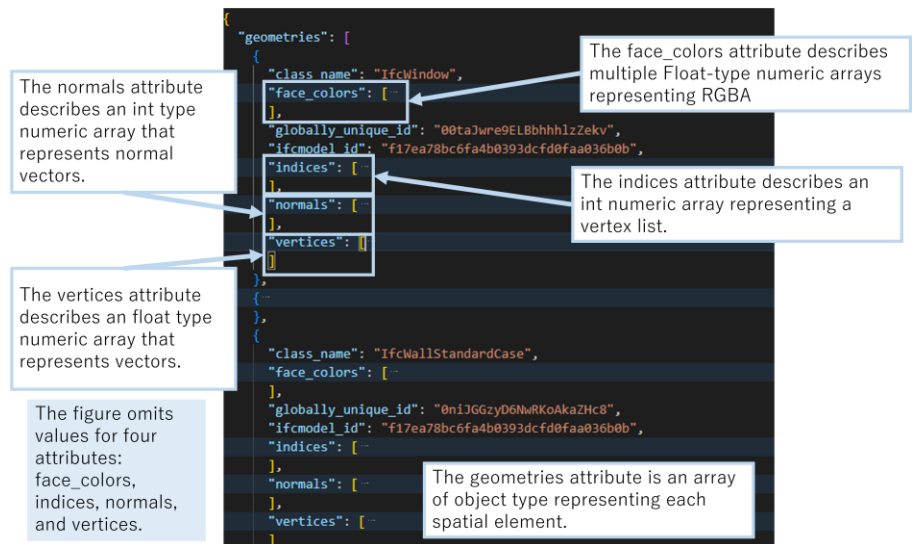 {
"geometries": [
{
"class_name": "IfcWindow",
"face_colors": [ ⋯
],
"globally_unique_id": "00taJwre9ELBbhhhlzZekv",
"ifcmodel_id": "f17ea78bc6fa4b0393dcfd0faa036b0b",
"indices": [ ⋯
],
"normals": [ ⋯
],
"vertices": [ ⋯
]
},
{ ⋯
},
{
"class_name": "IfcWallStandardCase",
"face_colors": [ ⋯
],
"globally_unique_id": "0niJGGzyD6NwRKoAkaZHc8",
"ifcmodel_id": "f17ea78bc6fa4b0393dcfd0faa036b0b",
"indices": [ ⋯
],
"normals": [ ⋯
],
"vertices": [ ⋯
]
The normals attribute
describes an int type
numeric array that
represents normal
vectors.
The vertices attribute
describes an float type
numeric array that
represents vectors.
The figure omits
values for four
attributes:
face_colors,
indices, normals,
and vertices.
The face_colors attribute describes
multiple Float-type numeric arrays
representing RGBA
The indices attribute describes an
int numeric array representing a
vertex list.
The geometries attribute is an array
of object type representing each
spatial element.